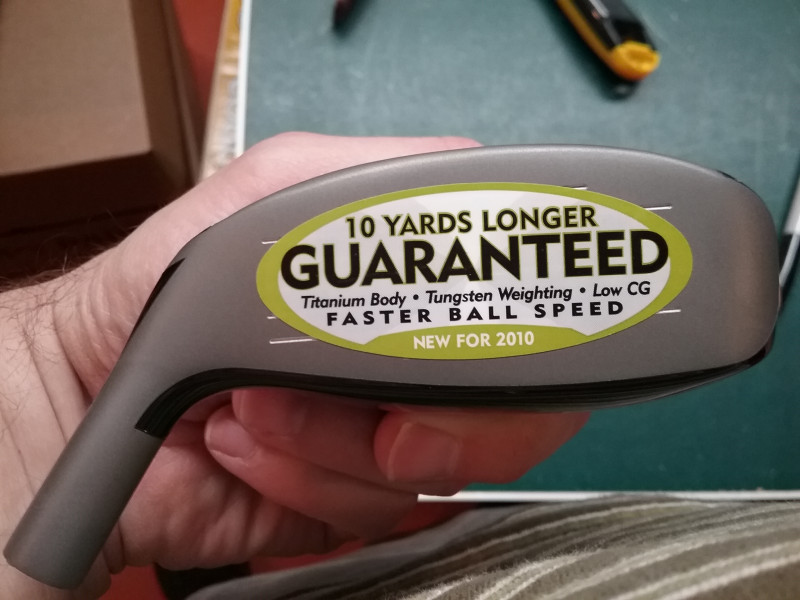 10 YARDS LONGER
GUARANTEED
Titanium Body • Tungsten Weighting • Low CG
FASTER BALL SPEED
NEW FOR 2010